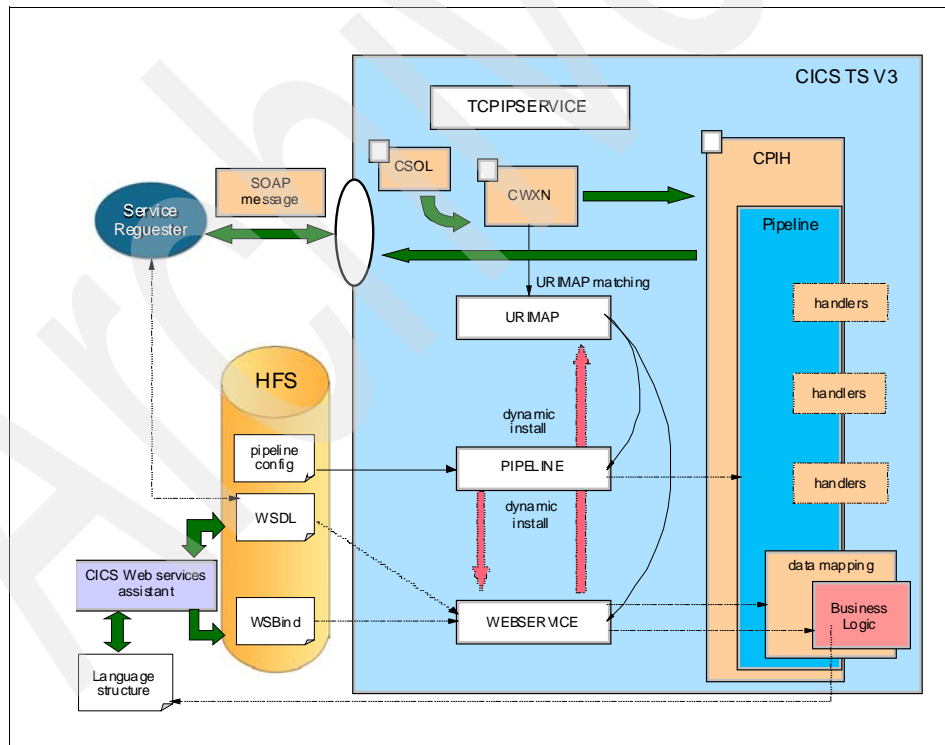 CICS TS V3
TCPIPSERVICE
CSOL
CWXN
CPIH
SOAP
message
Service
Requester
Pipeline
URIMAP matching
URIMAP
handlers
HFS
handlers
dynamic
install
pipeline
config
PIPELINE
handlers
WSDL
dynamic
install
CICS Web services
assistant
data mapping
WSBind
WEBSERVICE
Business
Logic
Language
structure